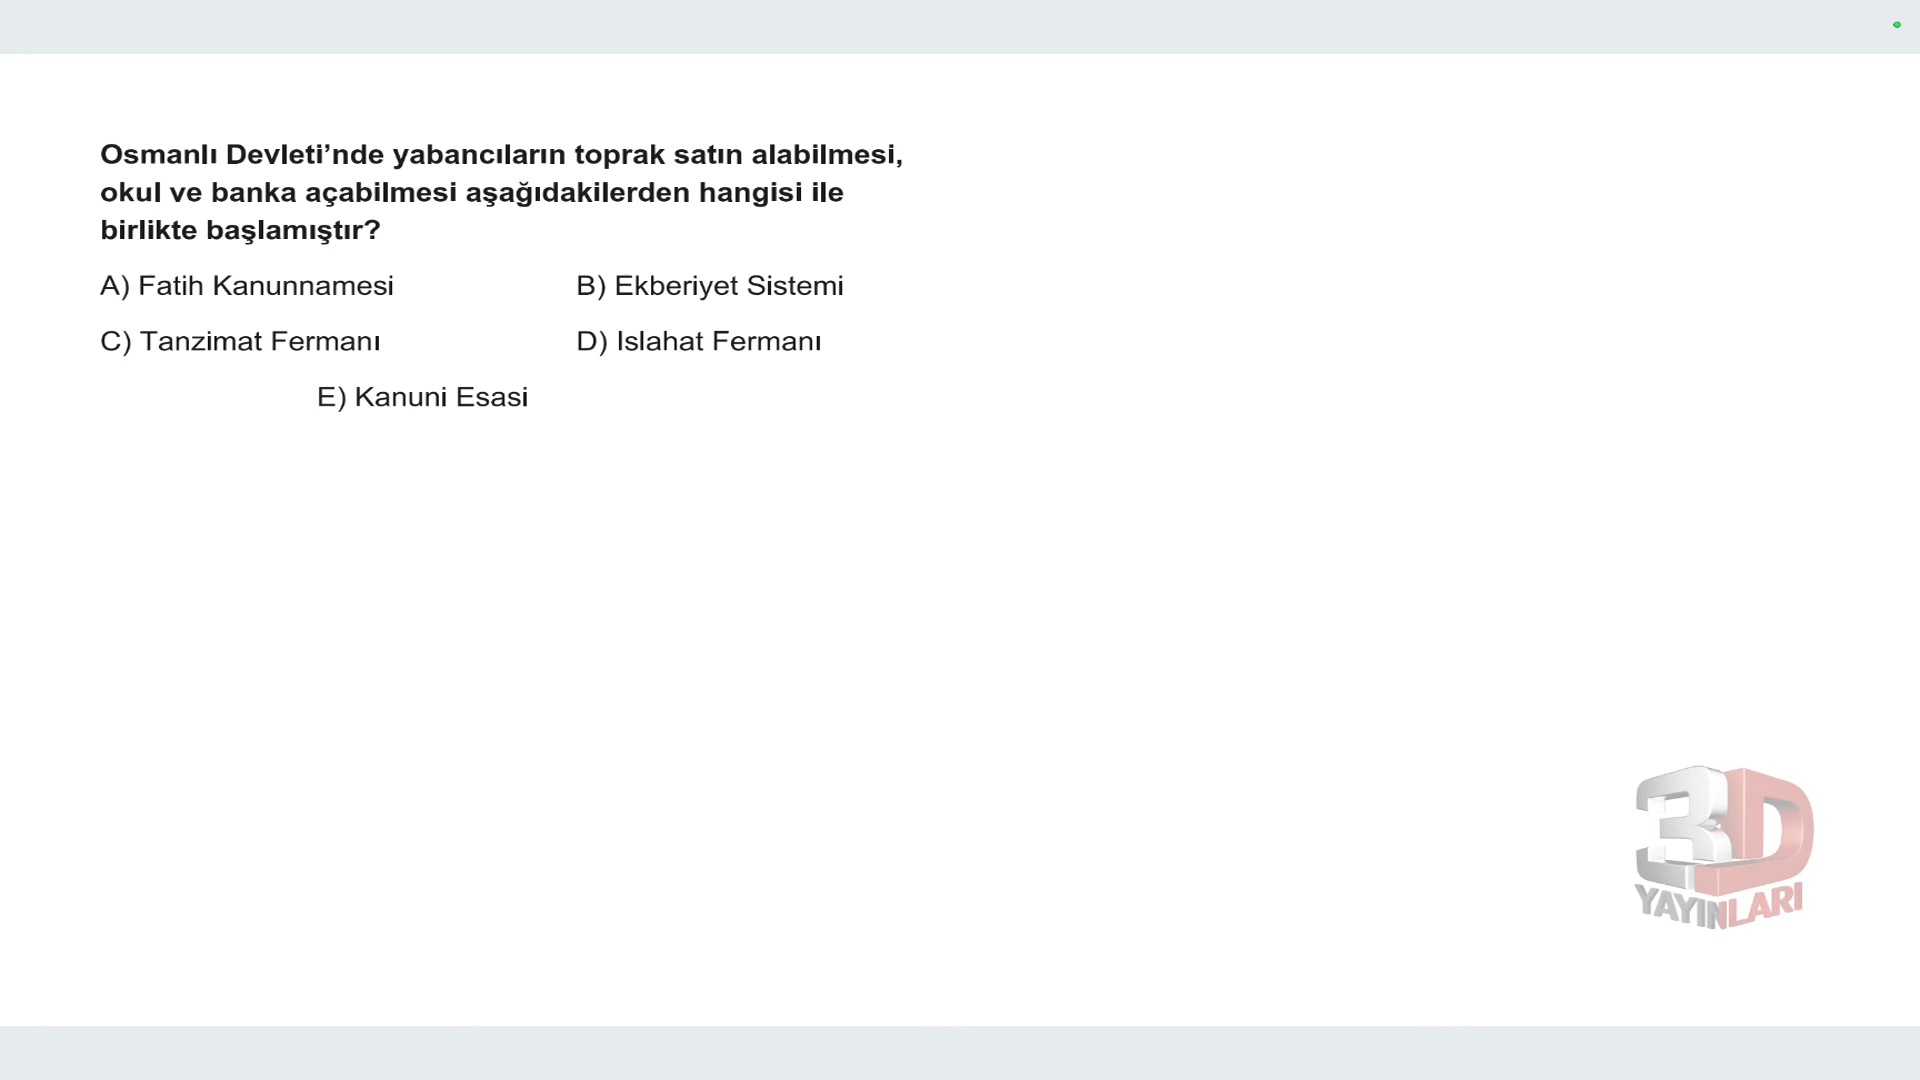 Osmanlı Devleti’nde yabancıların toprak satın alabilmesi,
okul ve banka açabilmesi aşağıdakilerden hangisi ile
birlikte başlamıştır?
A) Fatih Kanunnamesi B) Ekberiyet Sistemi
C) Tanzimat Fermanı D) Islahat Fermanı
E) Kanuni Esasi
3D
YAYINLARI